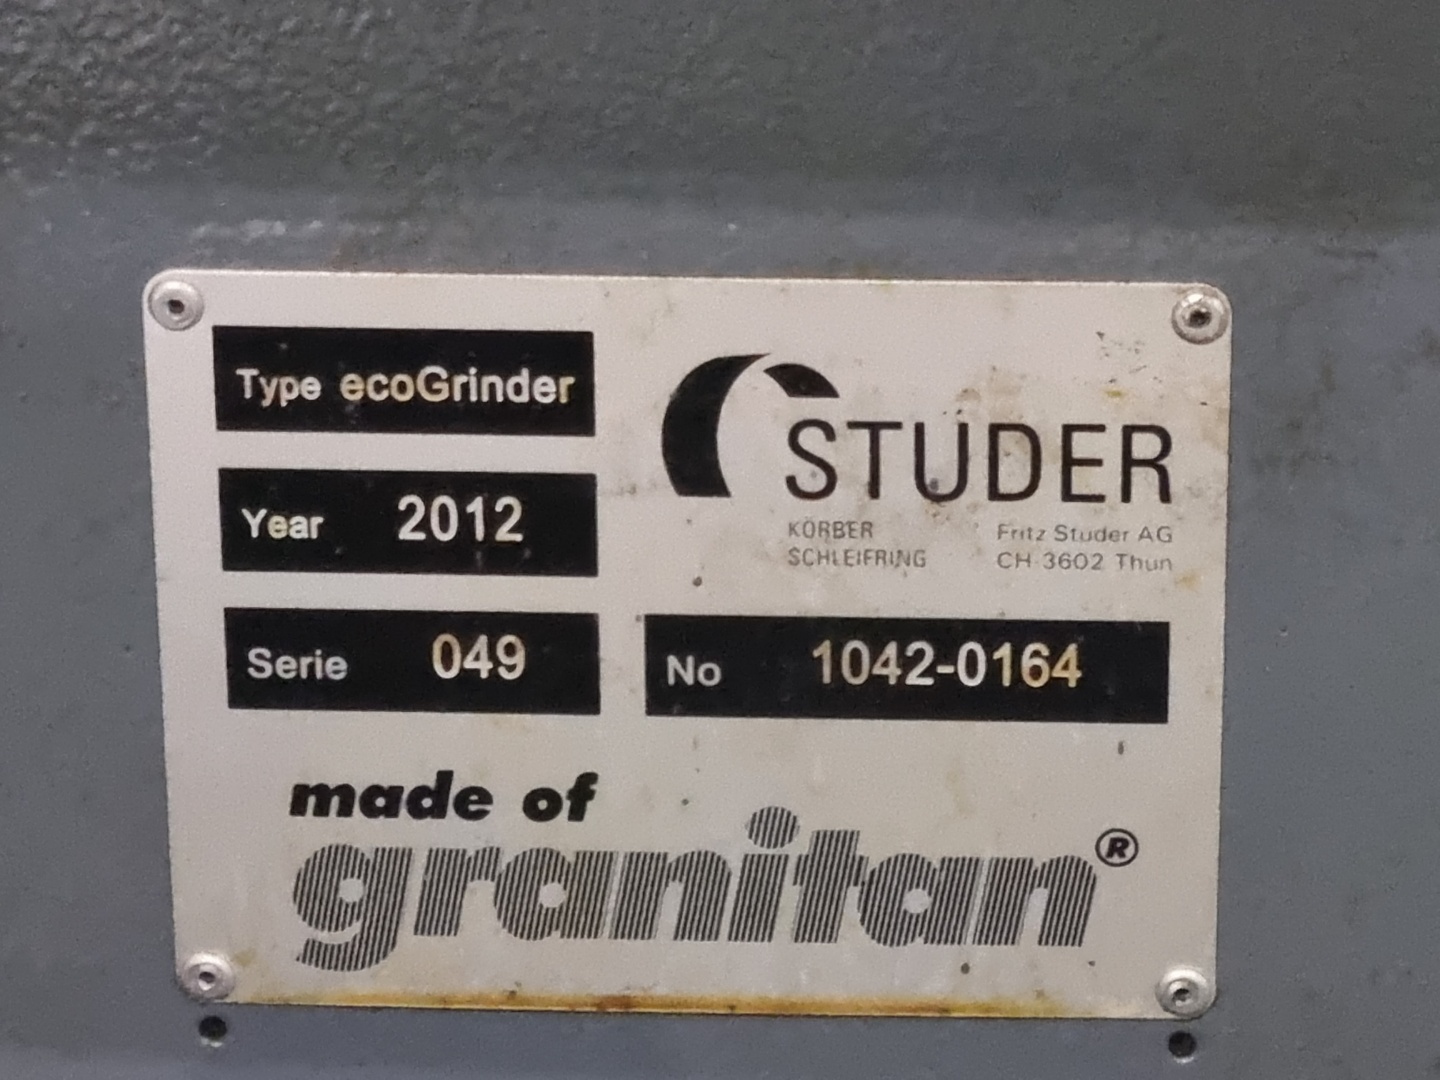 Type ecoGrinder
Year 2012
Serie 049
STUDER
KÖRBER
SCHLEIFRING
Fritz Studer AG
CH-3602 Thun
No 1042-0164
made of
granitan®